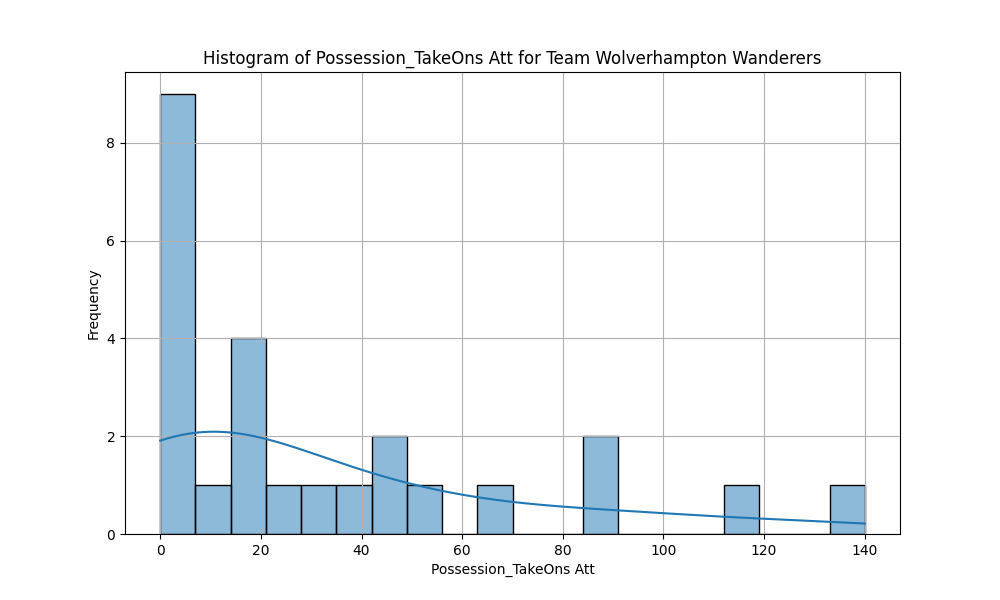 Histogram of Possession_TakeOns Att for Team Wolverhampton Wanderers
Frequency
8
6
4
2
0
0 20 40 60 80 100 120 140
Possession_TakeOns Att